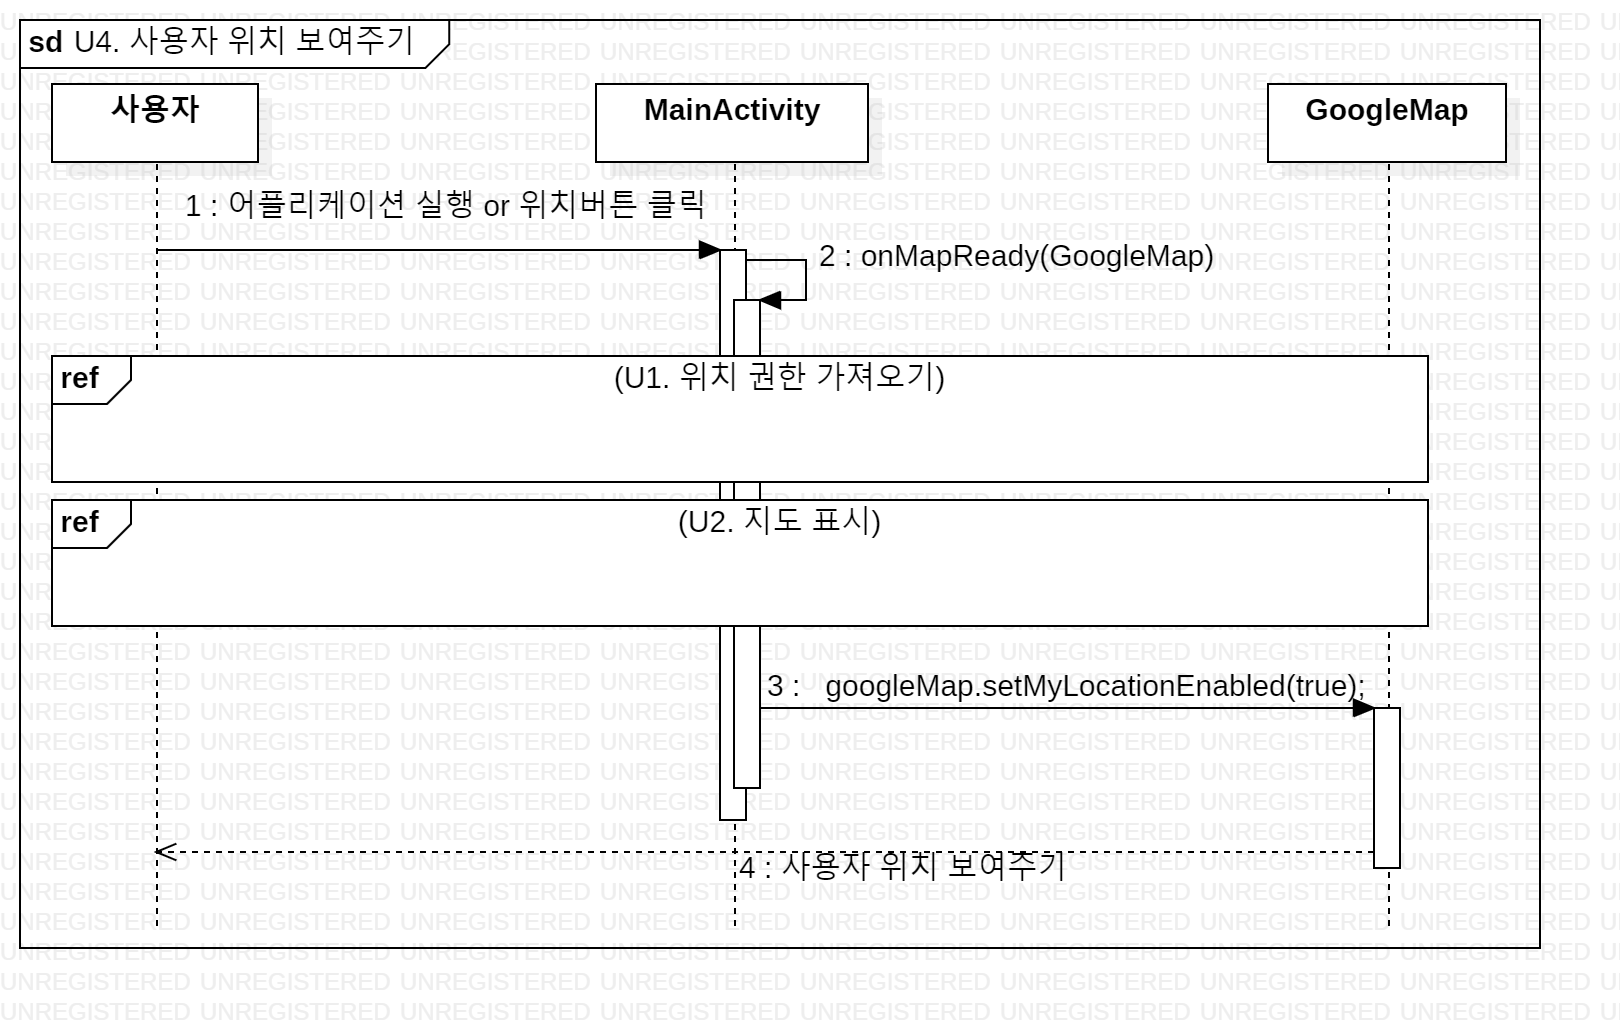 sd U4. 사용자 위치 보여주기
사용자
MainActivity
GoogleMap
1 : 어플리케이션 실행 or 위치버튼 클릭
2 : onMapReady(GoogleMap)
ref
(U1. 위치 권한 가져오기)
ref
(U2. 지도 표시)
3 : googleMap.setMyLocationEnabled(true);
4 : 사용자 위치 보여주기
UNREGISTERED